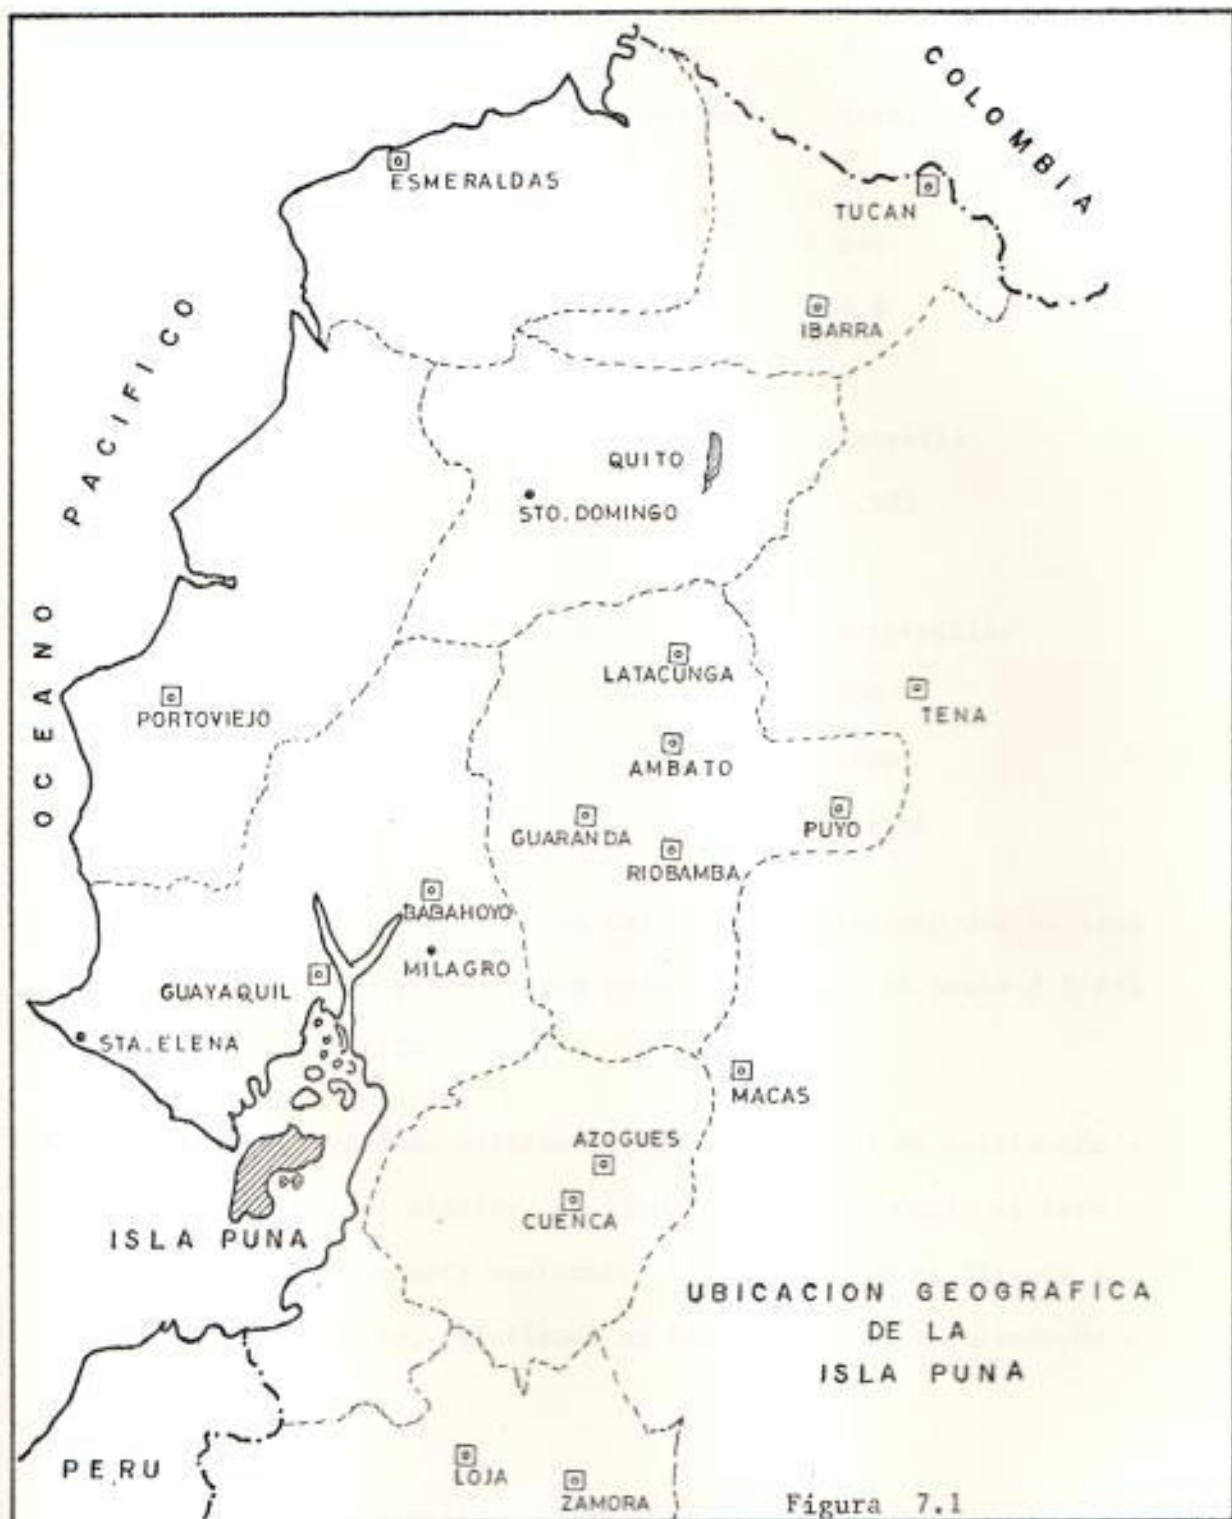 COLOMBIA
ESMERALDAS
TUCAN
IBARRA
OCEANO PACIFICO
QUITO
STO. DOMINGO
LATACUNGA
TENA
PORTOVIEJO
AMBATO
GUARANDA
PUYO
RIOBAMBA
BABAHOYO
MILAGRO
GUAYAQUIL
STA. ELENA
MACAS
AZOGUES
CUENCA
ISLA PUNA
UBICACION GEOGRAFICA
DE LA
ISLA PUNA
PERU
LOJA
ZAMORA
Figura 7.1